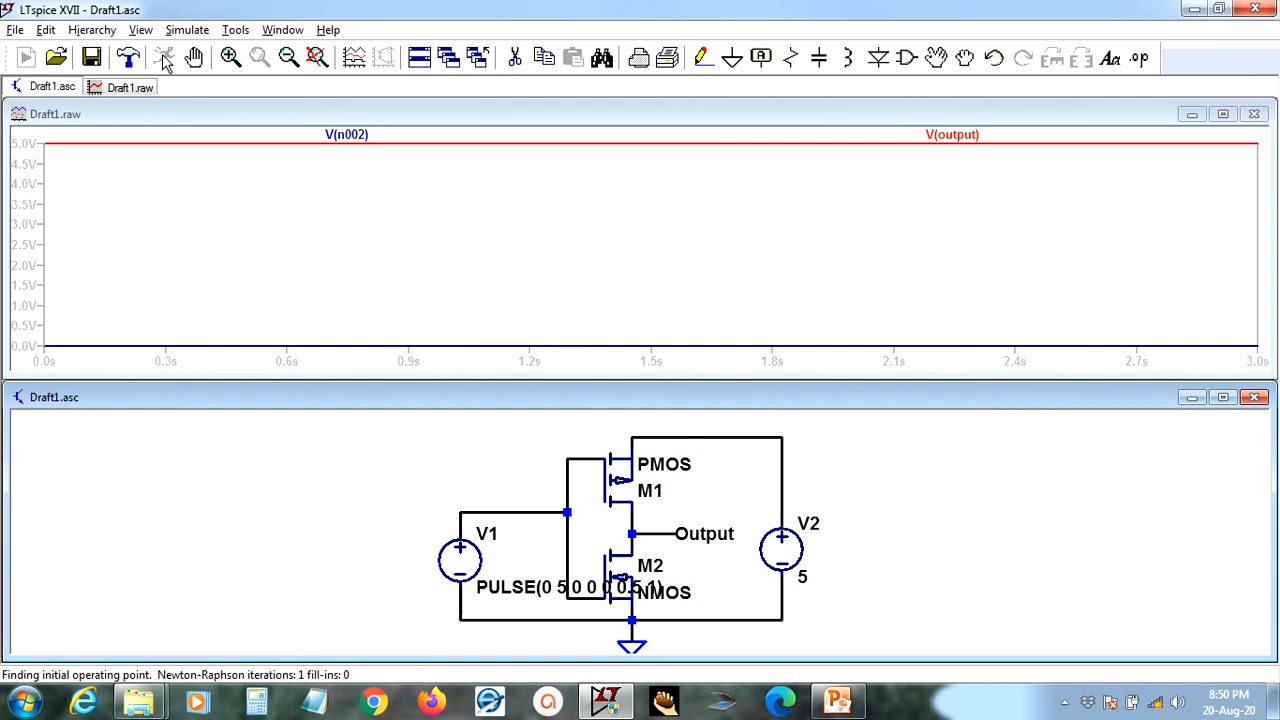 LTspice XVII - Draft1.asc
File Edit Hierarchy View Simulate Tools Window Help
Aa .op
Draft1.asc Draft1.raw
Draft1.raw
V(n002) V(output)
5.0V
4.5V
4.0V
3.5V
3.0V
2.5V
2.0V
1.5V
1.0V
0.5V
0.0V
0.0s 0.3s 0.6s 0.9s 1.2s 1.5s 1.8s 2.1s 2.4s 2.7s 3.0s
Draft1.asc
PMOS
M1
V1
Output
V2
M2
5
PULSE(0 5 0 0 0 0.5 1)
NMOS
Finding initial operating point. Newton-Raphson iterations: 1 fill-ins: 0
8:50 PM
20-Aug-20